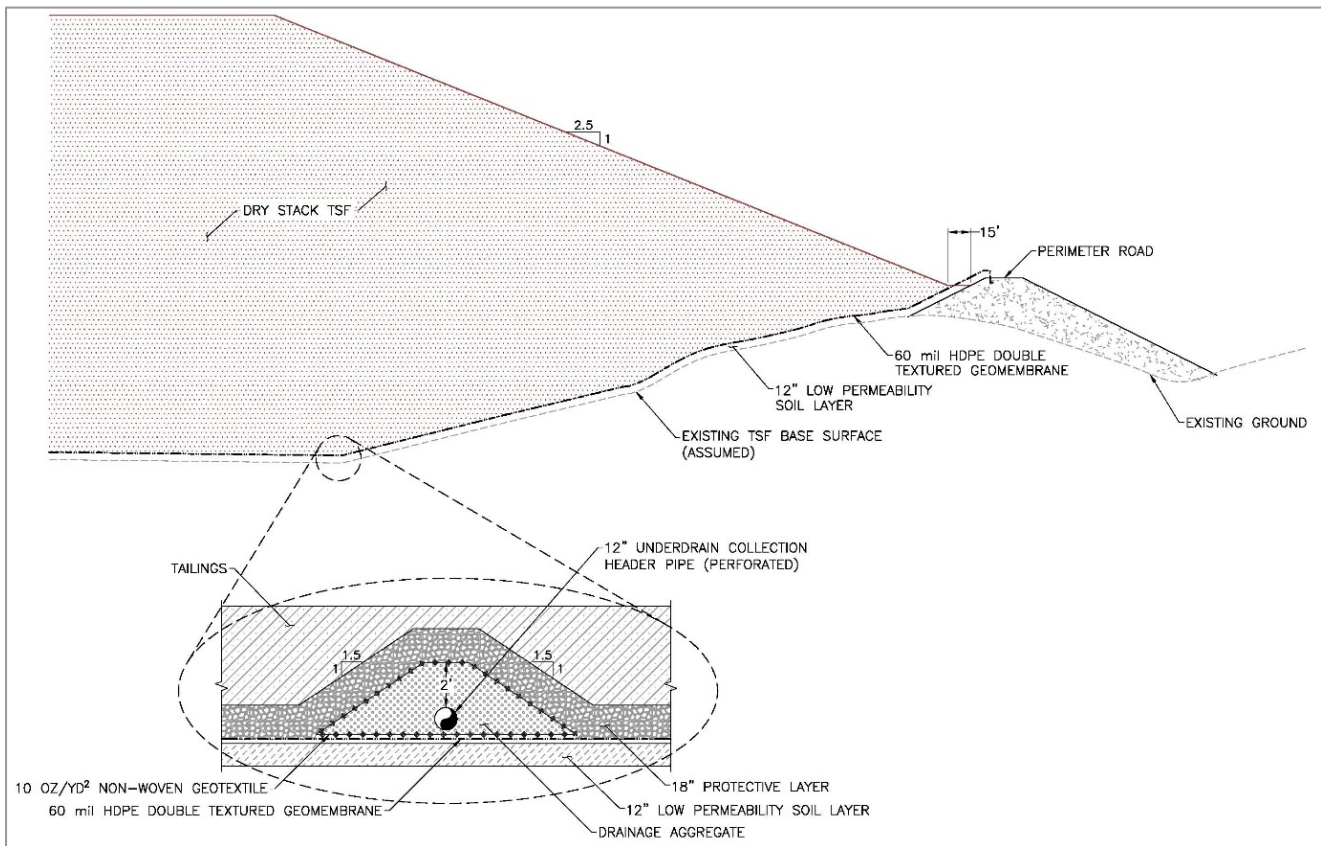 2.5
1
DRY STACK TSF
15'
PERIMETER ROAD
60 mil HDPE DOUBLE
TEXTURED GEOMEMBRANE
12" LOW PERMEABILITY
SOIL LAYER
EXISTING GROUND
EXISTING TSF BASE SURFACE
(ASSUMED)
12" UNDERDRAIN COLLECTION
HEADER PIPE (PERFORATED)
TAILINGS
1.5
1
1.5
1
2'
10 OZ/YD² NON-WOVEN GEOTEXTILE
18" PROTECTIVE LAYER
60 mil HDPE DOUBLE TEXTURED GEOMEMBRANE
12" LOW PERMEABILITY SOIL LAYER
DRAINAGE AGGREGATE